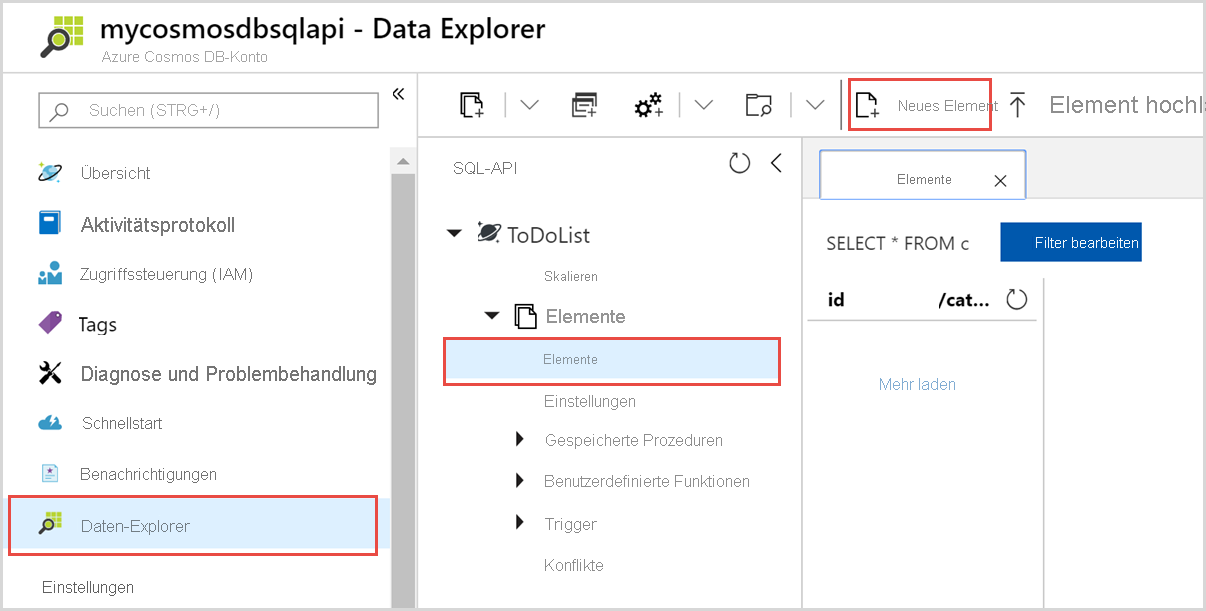 mycosmosdbsqlapi - Data Explorer
Azure Cosmos DB-Konto
Suchen (STRG+/)
«
Übersicht
Aktivitätsprotokoll
Zugriffssteuerung (IAM)
Tags
Diagnose und Problembehandlung
Schnellstart
Benachrichtigungen
Daten-Explorer
Einstellungen
Neues Element
Element hochl
SQL-API
ToDoList
Skalieren
Elemente
Elemente
Einstellungen
Gespeicherte Prozeduren
Benutzerdefinierte Funktionen
Trigger
Konflikte
Elemente
SELECT * FROM c
Filter bearbeiten
id /cat...
Mehr laden